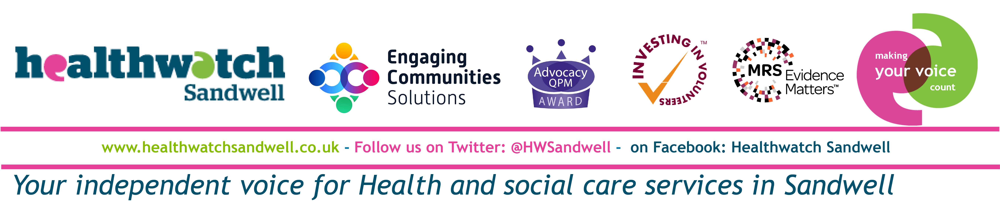 healthwatch
Sandwell
Engaging
Communities
Solutions
Advocacy
QPM
AWARD
INVESTING IN VOLUNTEERS™
MRS Evidence
Matters™
making
your voice
count
www.healthwatchsandwell.co.uk - Follow us on Twitter: @HWSandwell - on Facebook: Healthwatch Sandwell
Your independent voice for Health and social care services in Sandwell